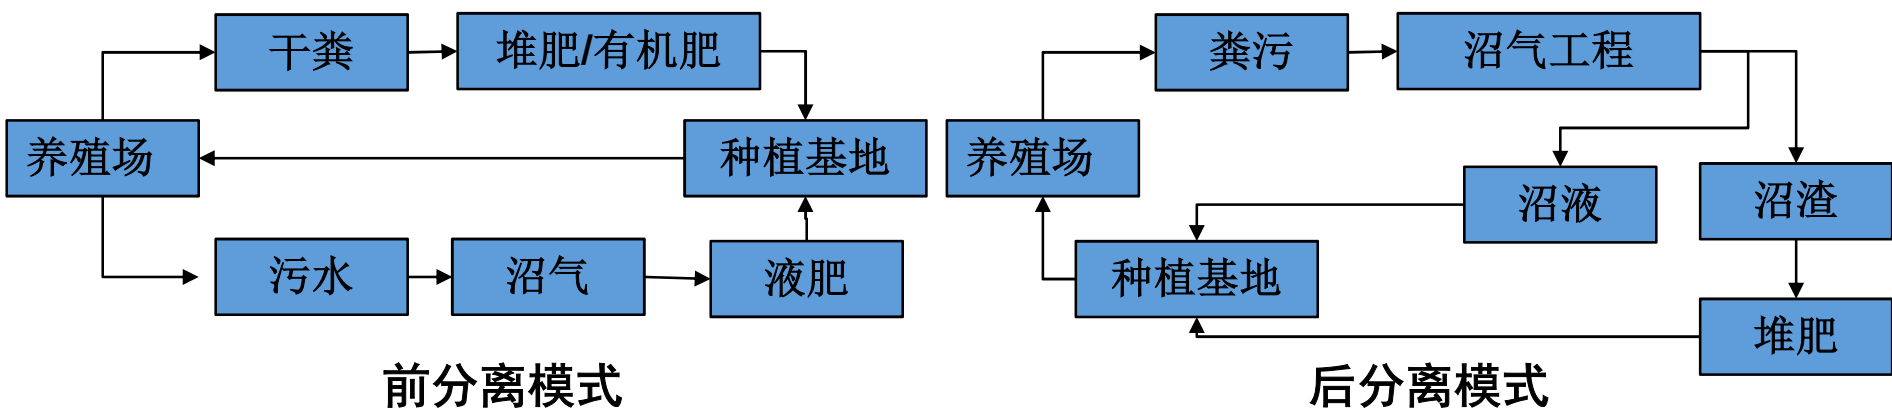 干粪
堆肥/有机肥
养殖场
种植基地
污水
沼气
液肥
前分离模式
粪污
沼气工程
养殖场
沼液
沼渣
种植基地
堆肥
后分离模式